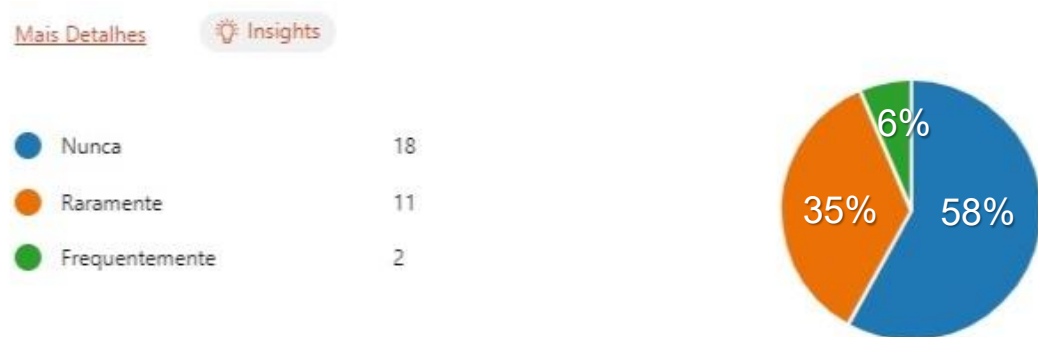 Mais Detalhes Insights
Nunca 18
Raramente 11
Frequentemente 2
6%
35% 58%